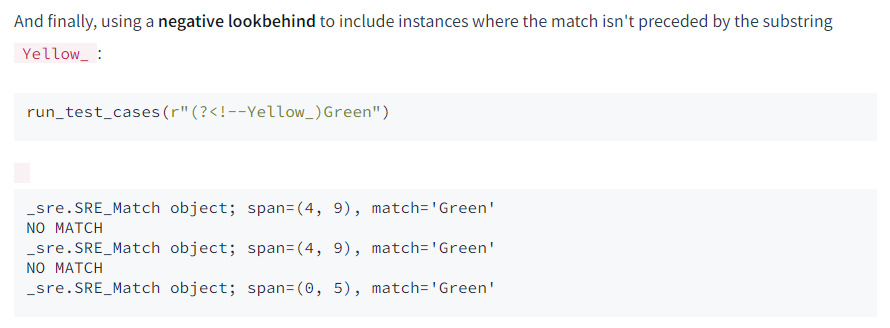 And finally, using a negative lookbehind to include instances where the match isn't preceded by the substring
Yellow_ :
run_test_cases(r"(?<!--Yellow_)Green")
_sre.SRE_Match object; span=(4, 9), match='Green'
NO MATCH
_sre.SRE_Match object; span=(4, 9), match='Green'
NO MATCH
_sre.SRE_Match object; span=(0, 5), match='Green'